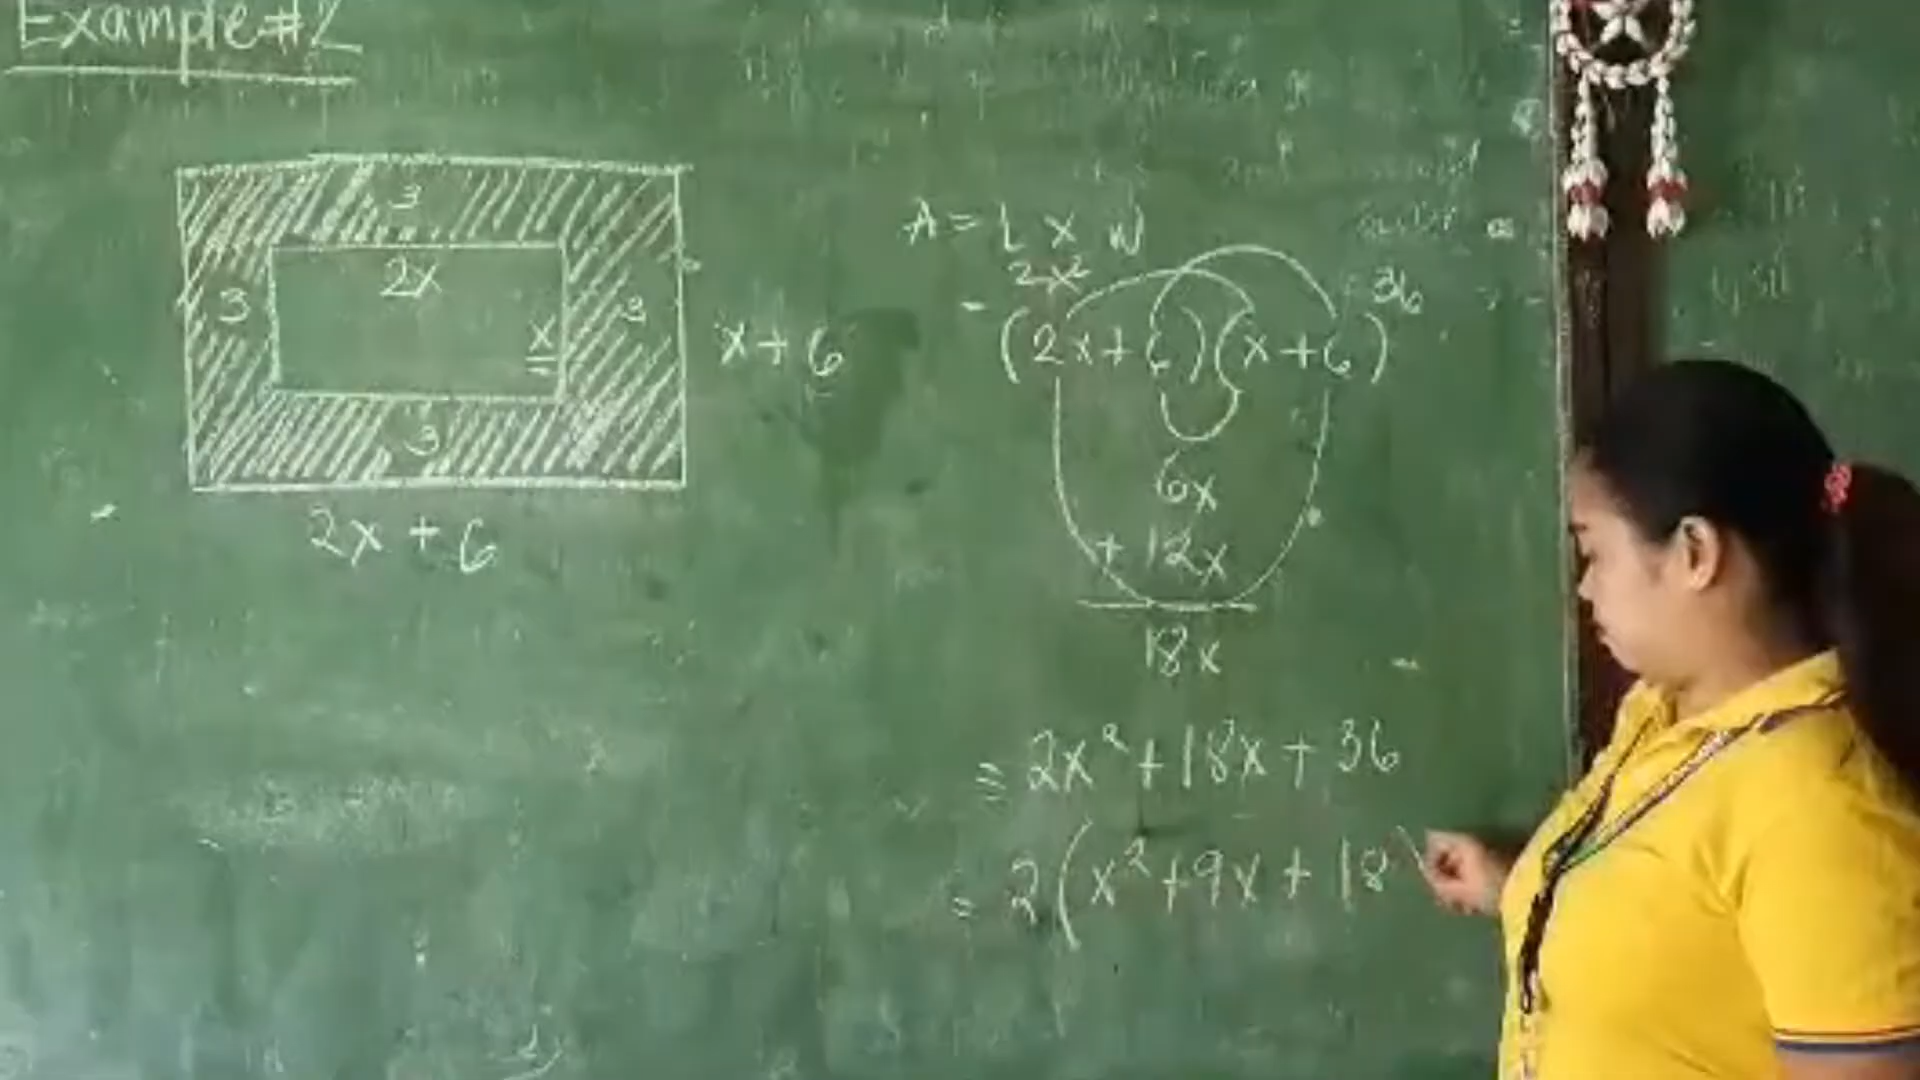 Example #2
3
2x
3
x
3
3
x + 6
2x + 6
A = L x W
2x² 36
(2x+6)(x+6)
6x
+ 12x
18x
= 2x² + 18x + 36
= 2(x² + 9x + 18)